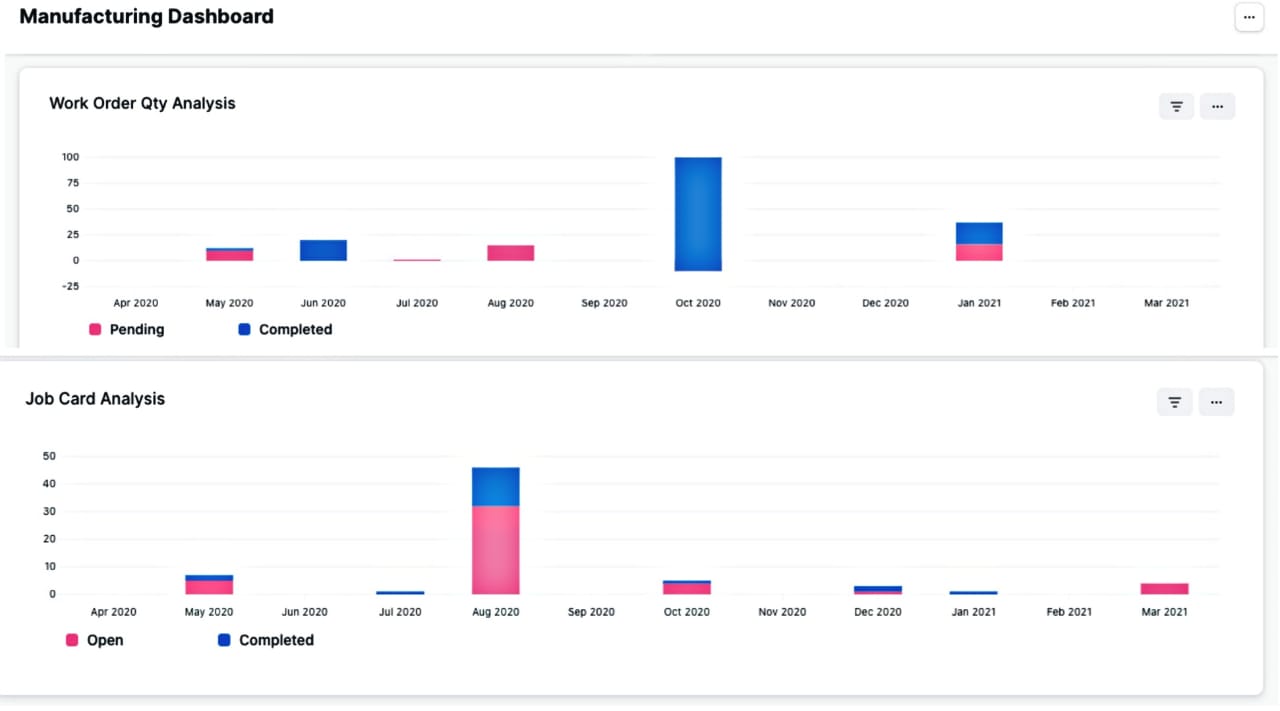 Manufacturing Dashboard
Work Order Qty Analysis
100
75
50
25
0
-25
Apr 2020 May 2020 Jun 2020 Jul 2020 Aug 2020 Sep 2020 Oct 2020 Nov 2020 Dec 2020 Jan 2021 Feb 2021 Mar 2021
Pending Completed
Job Card Analysis
50
40
30
20
10
0
Apr 2020 May 2020 Jun 2020 Jul 2020 Aug 2020 Sep 2020 Oct 2020 Nov 2020 Dec 2020 Jan 2021 Feb 2021 Mar 2021
Open Completed